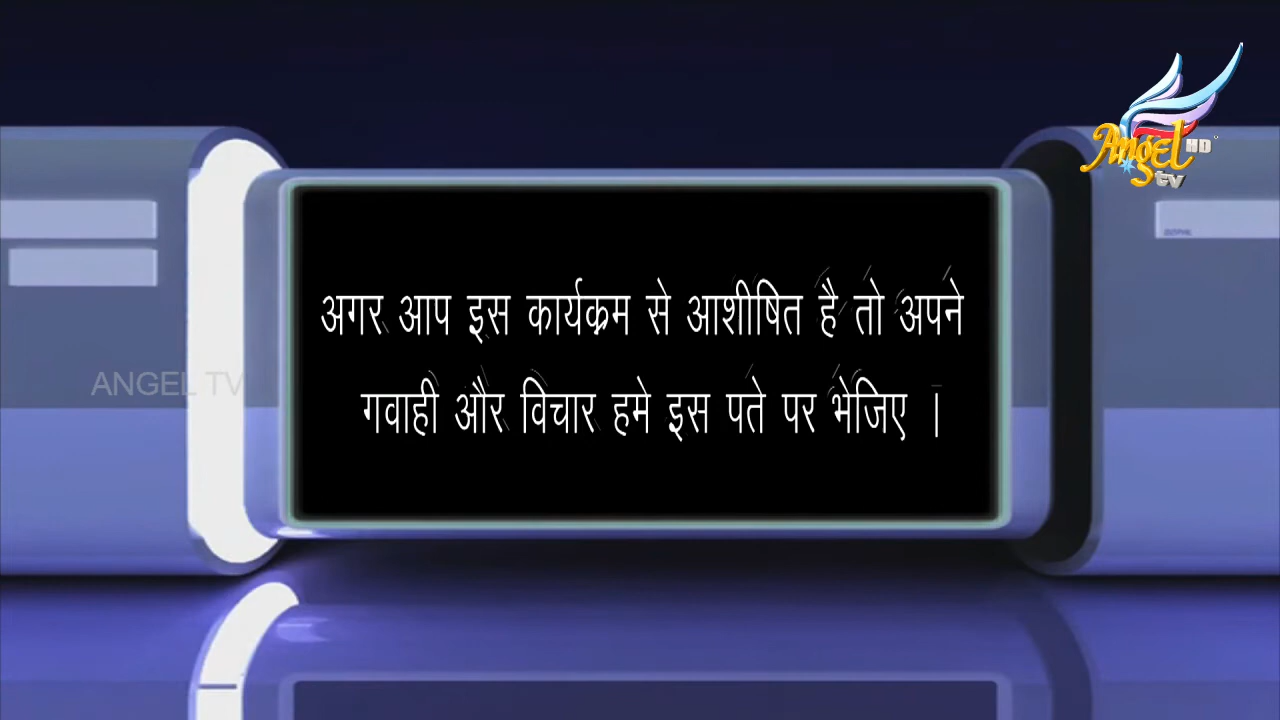 Angel HD
tv
अगर आप इस कार्यक्रम से आशीषित है तो अपने
ANGEL TV
गवाही और विचार हमे इस पते पर भेजिए ।